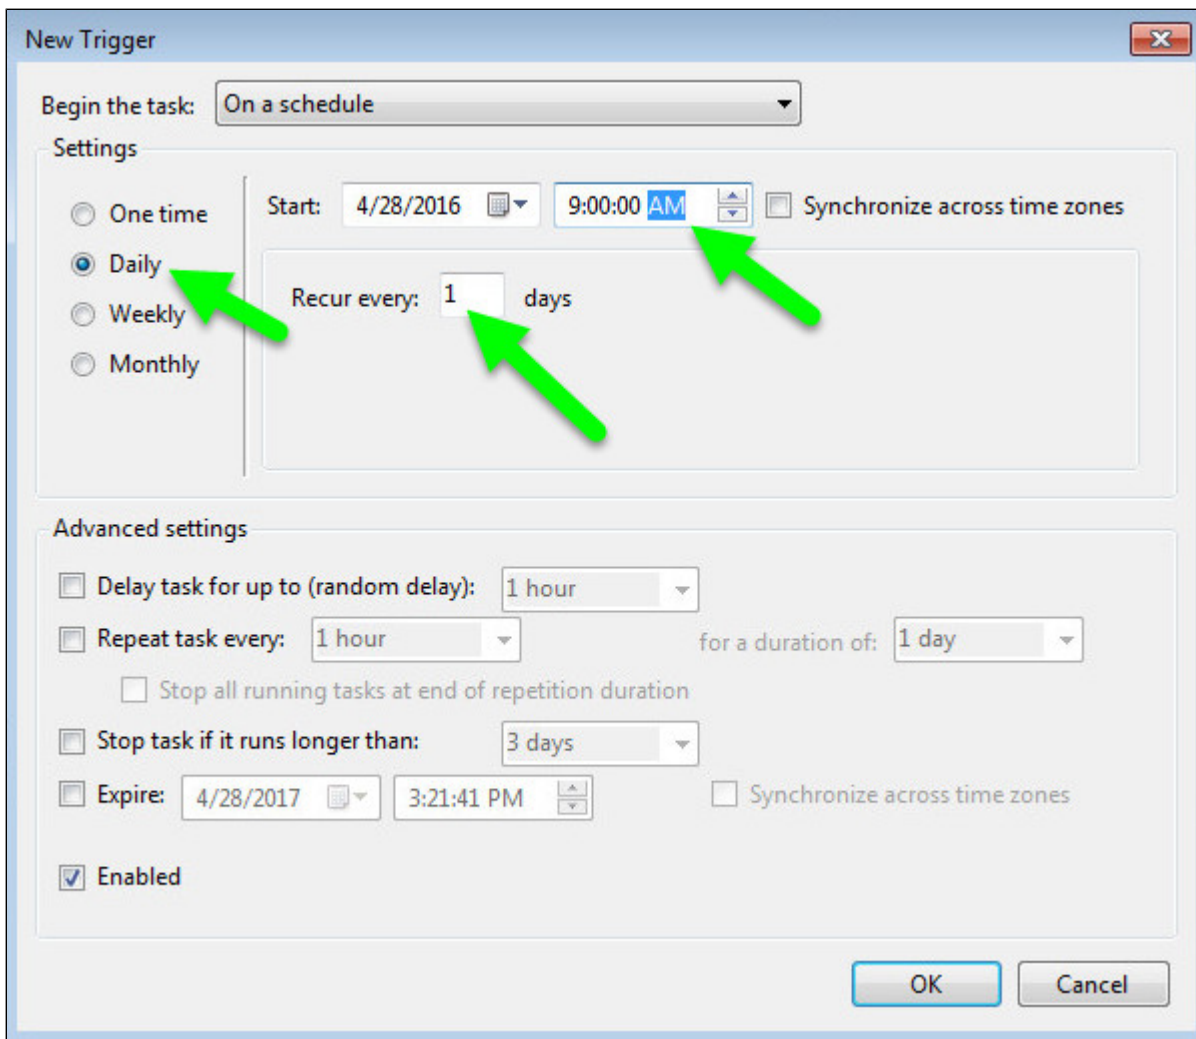 New Trigger
Begin the task: On a schedule
Settings
One time
Start: 4/28/2016 9:00:00 AM Synchronize across time zones
Daily
Recur every: 1 days
Weekly
Monthly
Advanced settings
Delay task for up to (random delay): 1 hour
Repeat task every: 1 hour for a duration of: 1 day
Stop all running tasks at end of repetition duration
Stop task if it runs longer than: 3 days
Expire: 4/28/2017 3:21:41 PM Synchronize across time zones
Enabled
OK Cancel